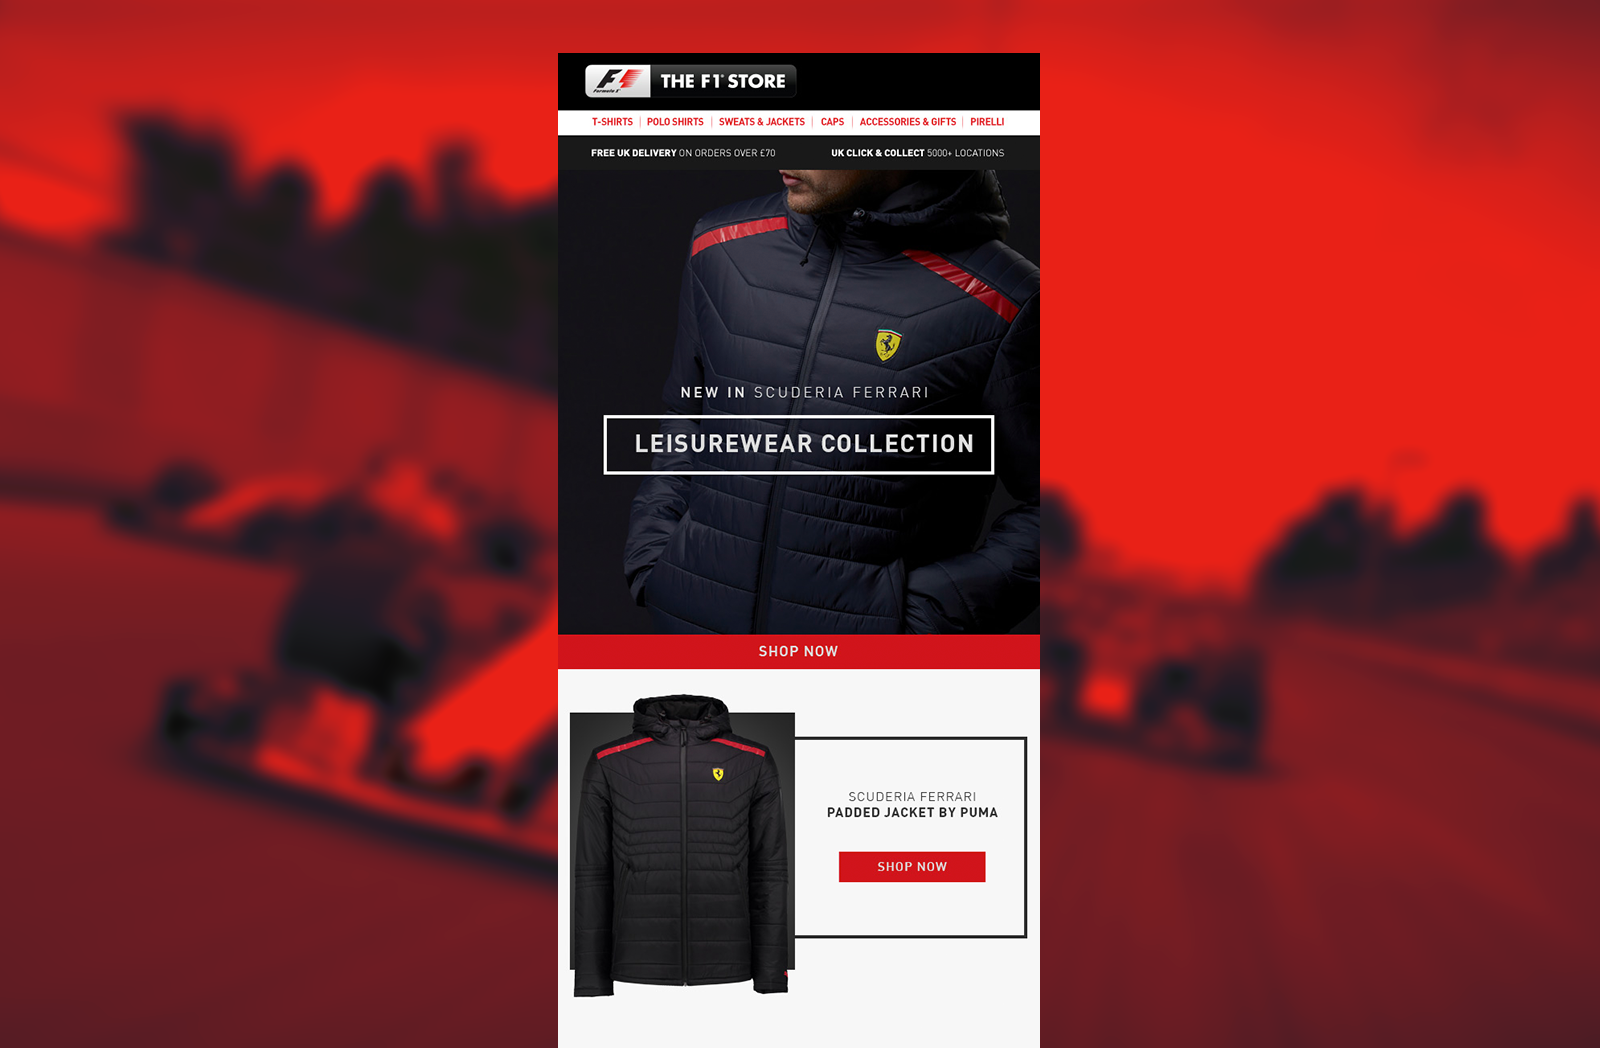 F1
Formula 1®
THE F1® STORE
T-SHIRTS | POLO SHIRTS | SWEATS & JACKETS | CAPS | ACCESSORIES & GIFTS | PIRELLI
FREE UK DELIVERY ON ORDERS OVER £70
UK CLICK & COLLECT 5000+ LOCATIONS
NEW IN SCUDERIA FERRARI
LEISUREWEAR COLLECTION
SHOP NOW
SCUDERIA FERRARI
PADDED JACKET BY PUMA
SHOP NOW